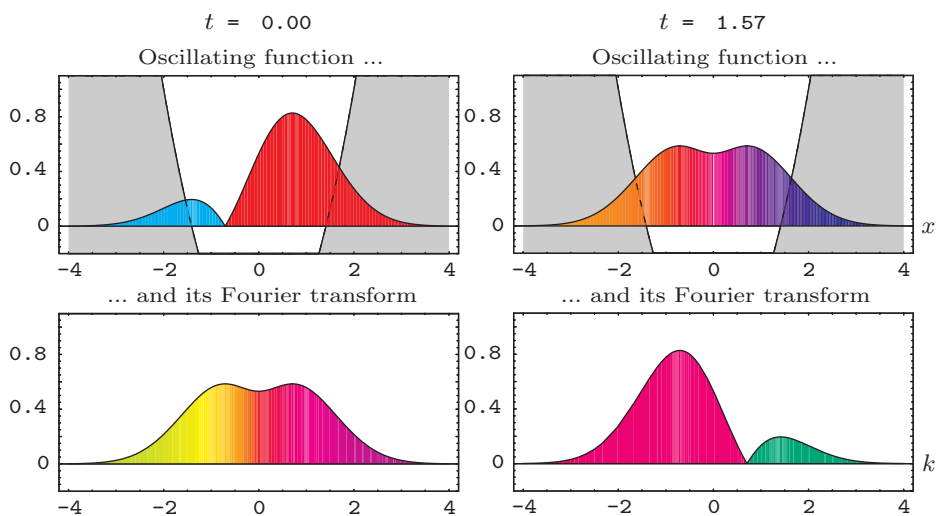 t = 0.00
Oscillating function ...
0.8
0.4
0
-4 -2 0 2 4
... and its Fourier transform
0.8
0.4
0
-4 -2 0 2 4
t = 1.57
Oscillating function ...
0.8
0.4
0
x
-4 -2 0 2 4
... and its Fourier transform
0.8
0.4
0
k
-4 -2 0 2 4